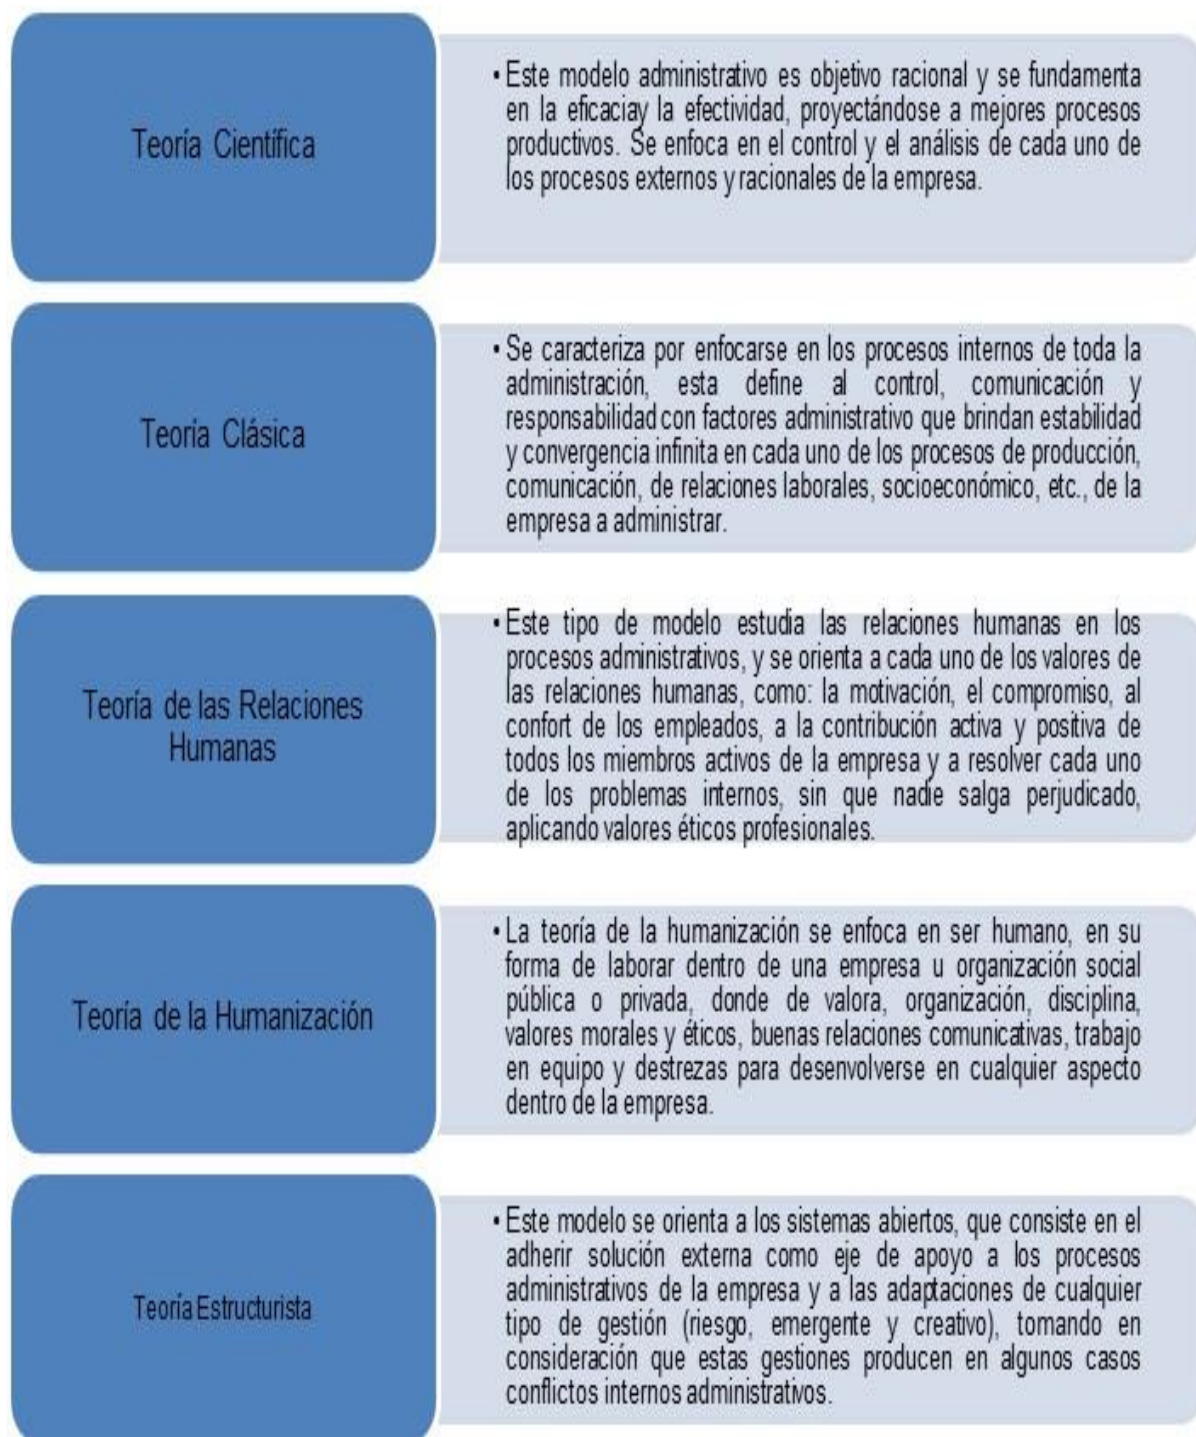 Teoría Científica
• Este modelo administrativo es objetivo racional y se fundamenta
en la eficaciay la efectividad, proyectándose a mejores procesos
productivos. Se enfoca en el control y el análisis de cada uno de
los procesos externos y racionales de la empresa.
Teoría Clásica
• Se caracteriza por enfocarse en los procesos internos de toda la
administración, esta define al control, comunicación y
responsabilidad con factores administrativo que brindan estabilidad
y convergencia infinita en cada uno de los procesos de producción,
comunicación, de relaciones laborales, socioeconómico, etc., de la
empresa a administrar.
Teoría de las Relaciones
Humanas
• Este tipo de modelo estudia las relaciones humanas en los
procesos administrativos, y se orienta a cada uno de los valores de
las relaciones humanas, como: la motivación, el compromiso, al
confort de los empleados, a la contribución activa y positiva de
todos los miembros activos de la empresa y a resolver cada uno
de los problemas internos, sin que nadie salga perjudicado,
aplicando valores éticos profesionales.
Teoría de la Humanización
• La teoría de la humanización se enfoca en ser humano, en su
forma de laborar dentro de una empresa u organización social
pública o privada, donde de valora, organización, disciplina,
valores morales y éticos, buenas relaciones comunicativas, trabajo
en equipo y destrezas para desenvolverse en cualquier aspecto
dentro de la empresa.
Teoría Estructurista
• Este modelo se orienta a los sistemas abiertos, que consiste en el
adherir solución externa como eje de apoyo a los procesos
administrativos de la empresa y a las adaptaciones de cualquier
tipo de gestión (riesgo, emergente y creativo), tomando en
consideración que estas gestiones producen en algunos casos
conflictos internos administrativos.